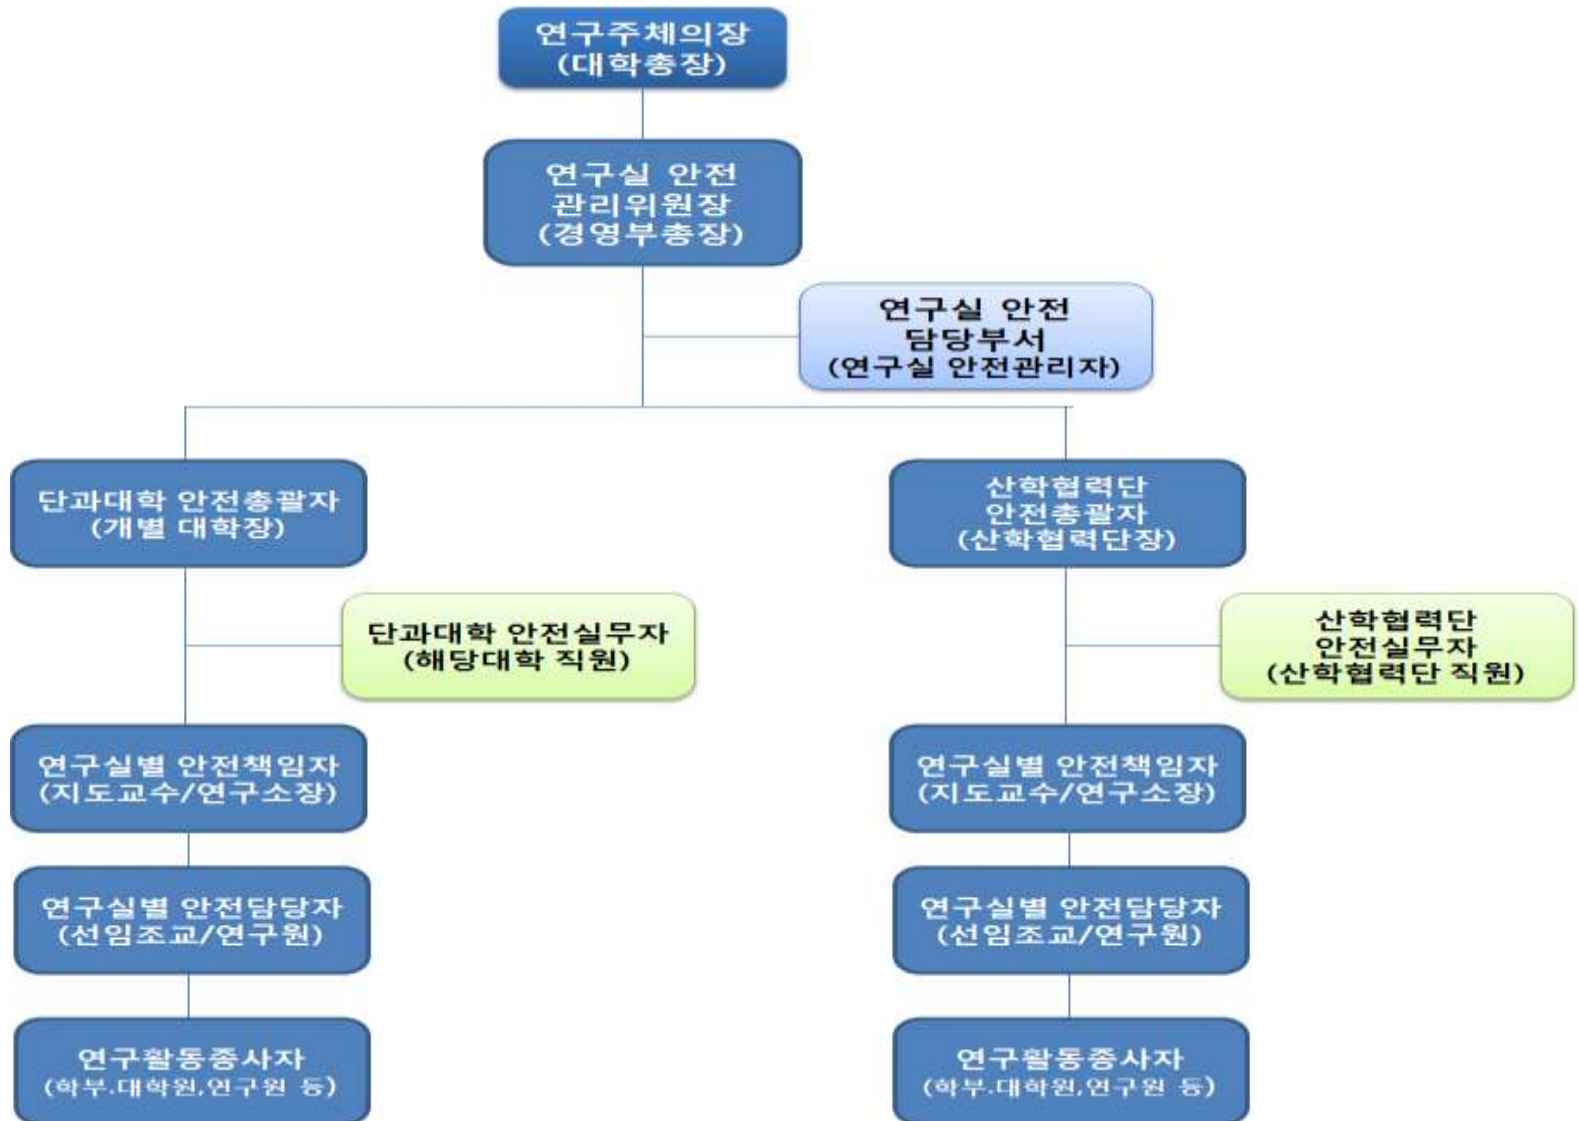 연구주체의장
(대학총장)
연구실 안전
관리위원장
(경영부총장)
연구실 안전
담당부서
(연구실 안전관리자)
단과대학 안전총괄자
(개별 대학장)
산학협력단
안전총괄자
(산학협력단장)
단과대학 안전실무자
(해당대학 직원)
산학협력단
안전실무자
(산학협력단 직원)
연구실별 안전책임자
(지도교수/연구소장)
연구실별 안전책임자
(지도교수/연구소장)
연구실별 안전담당자
(선임조교/연구원)
연구실별 안전담당자
(선임조교/연구원)
연구활동종사자
(학부.대학원,연구원 등)
연구활동종사자
(학부.대학원,연구원 등)